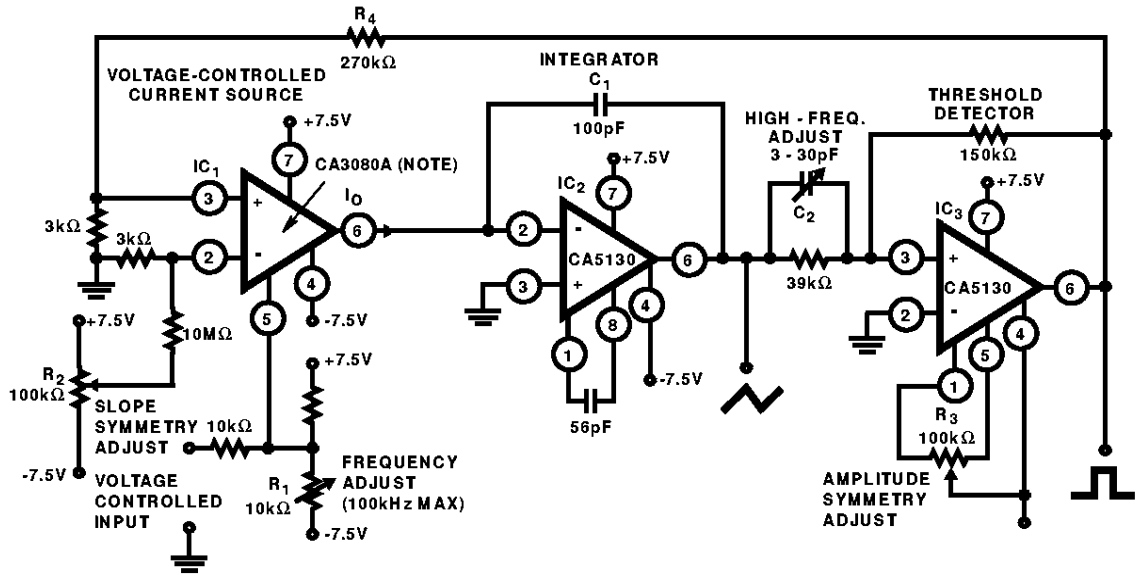 R4
270kΩ
VOLTAGE-CONTROLLED
CURRENT SOURCE
INTEGRATOR
C1
100pF
HIGH - FREQ.
ADJUST
3 - 30pF
C2
THRESHOLD
DETECTOR
150kΩ
+7.5V
7
IC1
CA3080A (NOTE)
3
+
IO
6
3kΩ
3kΩ
2
-
4
-7.5V
5
+7.5V
R2
100kΩ
10MΩ
-7.5V
SLOPE
SYMMETRY
ADJUST
10kΩ
VOLTAGE
CONTROLLED
INPUT
+7.5V
R1
10kΩ
FREQUENCY
ADJUST
(100kHz MAX)
-7.5V
+7.5V
IC2
7
2
-
CA5130
6
3
+
4
8
1
56pF
-7.5V
39kΩ
+7.5V
IC3
7
3
+
CA5130
6
2
-
4
5
1
R3
100kΩ
AMPLITUDE
SYMMETRY
ADJUST